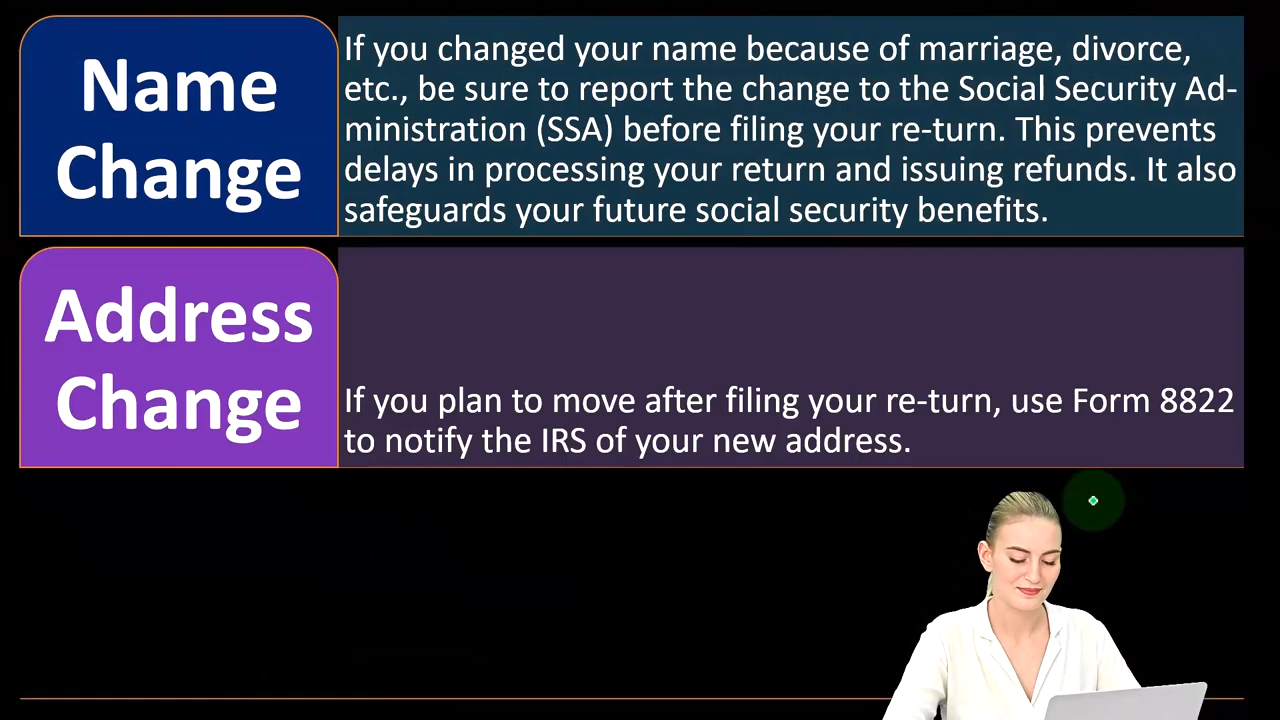 Name
Change
If you changed your name because of marriage, divorce,
etc., be sure to report the change to the Social Security Ad-
ministration (SSA) before filing your re-turn. This prevents
delays in processing your return and issuing refunds. It also
safeguards your future social security benefits.
Address
Change
If you plan to move after filing your re-turn, use Form 8822
to notify the IRS of your new address.